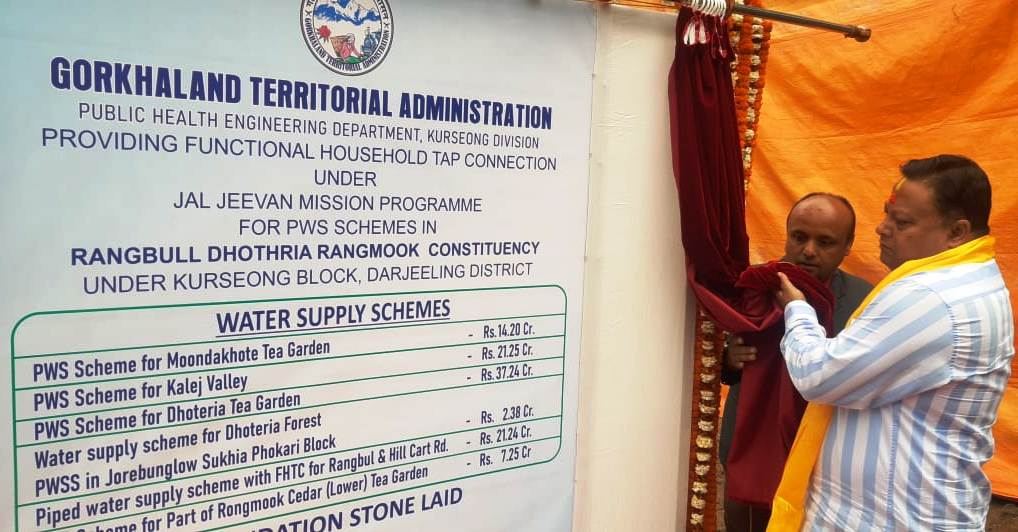 GORKHALAND TERRITORIAL ADMINISTRATION
GORKHALAND TERRITORIAL ADMINISTRATION
PUBLIC HEALTH ENGINEERING DEPARTMENT, KURSEONG DIVISION
PROVIDING FUNCTIONAL HOUSEHOLD TAP CONNECTION
UNDER
JAL JEEVAN MISSION PROGRAMME
FOR PWS SCHEMES IN
RANGBULL DHOTHRIA RANGMOOK CONSTITUENCY
UNDER KURSEONG BLOCK, DARJEELING DISTRICT
WATER SUPPLY SCHEMES
PWS Scheme for Moondakhote Tea Garden - Rs.14.20 Cr.
PWS Scheme for Kalej Valley - Rs.21.25 Cr.
PWS Scheme for Dhoteria Tea Garden - Rs.37.24 Cr.
Water supply scheme for Dhoteria Forest
PWSS in Jorebunglow Sukhia Phokari Block - Rs. 2.38 Cr.
Piped water supply scheme with FHTC for Rangbul & Hill Cart Rd. - Rs. 21.24 Cr.
Scheme for Part of Rongmook Cedar (Lower) Tea Garden - Rs. 7.25 Cr
STONE LAID